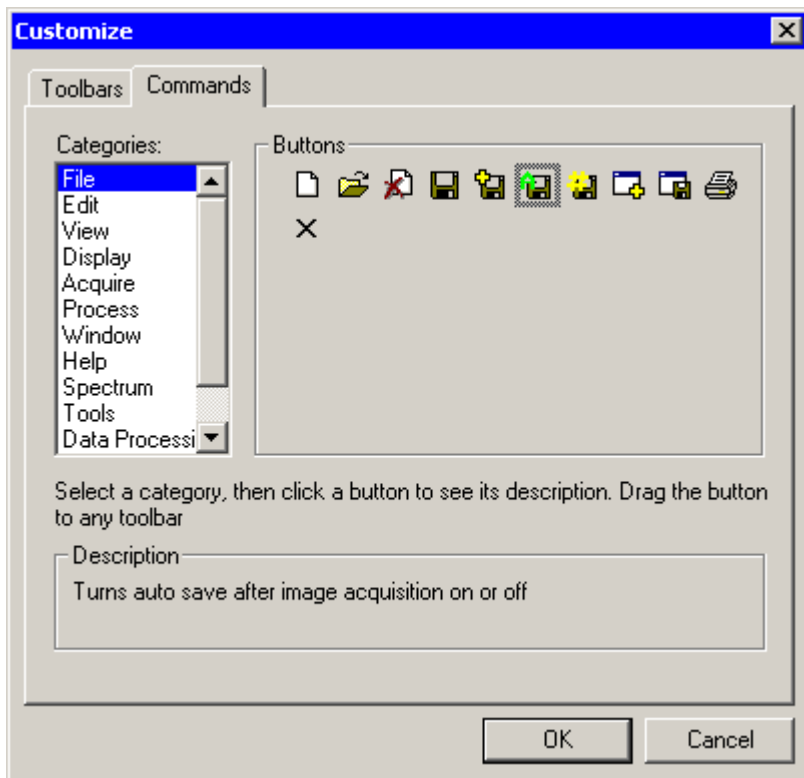 Customize
Toolbars
Commands
Categories:
File
Edit
View
Display
Acquire
Process
Window
Help
Spectrum
Tools
Data Processi
Buttons
Select a category, then click a button to see its description. Drag the button
to any toolbar
Description
Turns auto save after image acquisition on or off
OK
Cancel